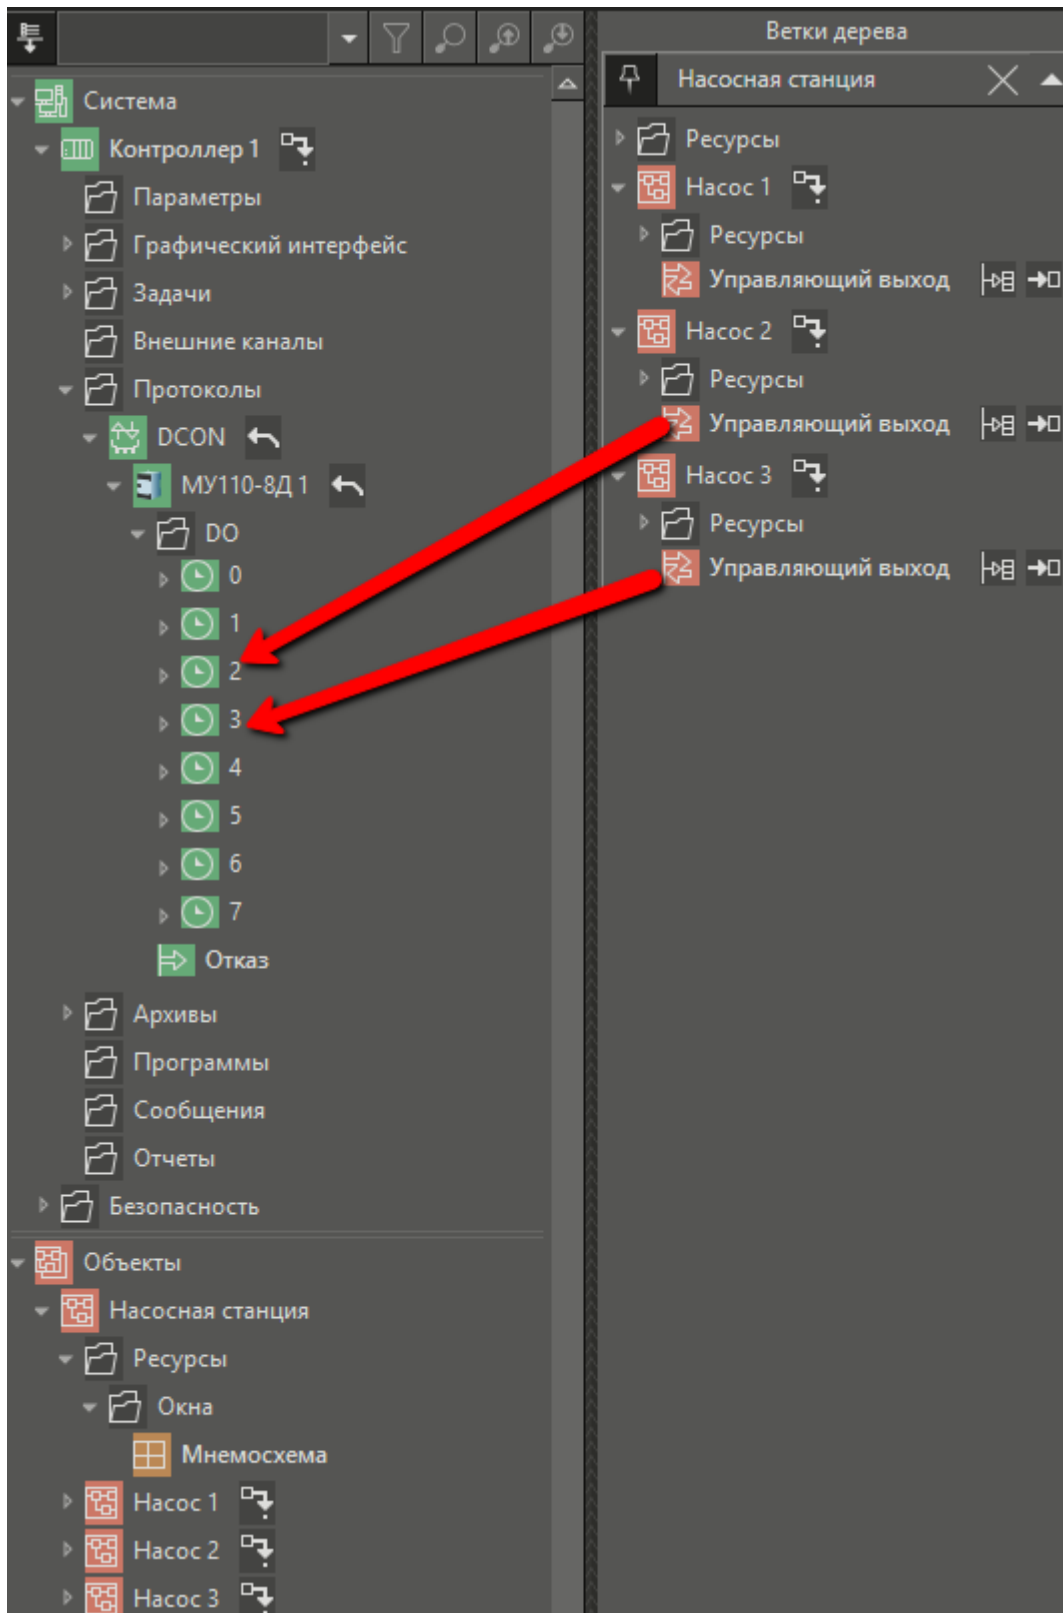 Система
Контроллер 1
Параметры
Графический интерфейс
Задачи
Внешние каналы
Протоколы
DCON
МУ110-8Д 1
DO
0
1
2
3
4
5
6
7
Отказ
Архивы
Программы
Сообщения
Отчеты
Безопасность
Объекты
Насосная станция
Ресурсы
Окна
Мнемосхема
Насос 1
Насос 2
Насос 3
Ветки дерева
Насосная станция
Ресурсы
Насос 1
Ресурсы
Управляющий выход
Насос 2
Ресурсы
Управляющий выход
Насос 3
Ресурсы
Управляющий выход